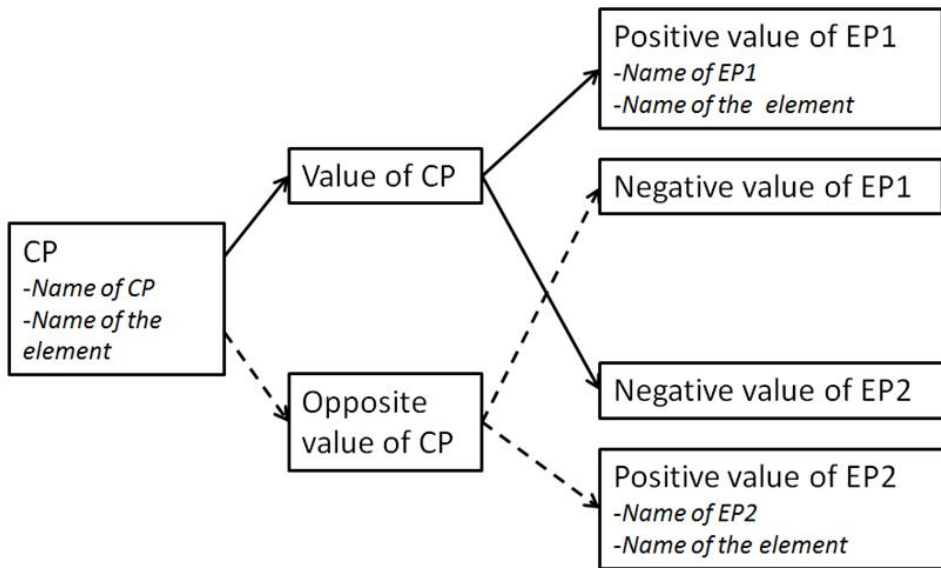 CP
-Name of CP
-Name of the
element
Value of CP
Opposite
value of CP
Positive value of EP1
-Name of EP1
-Name of the element
Negative value of EP1
Negative value of EP2
Positive value of EP2
-Name of EP2
-Name of the element